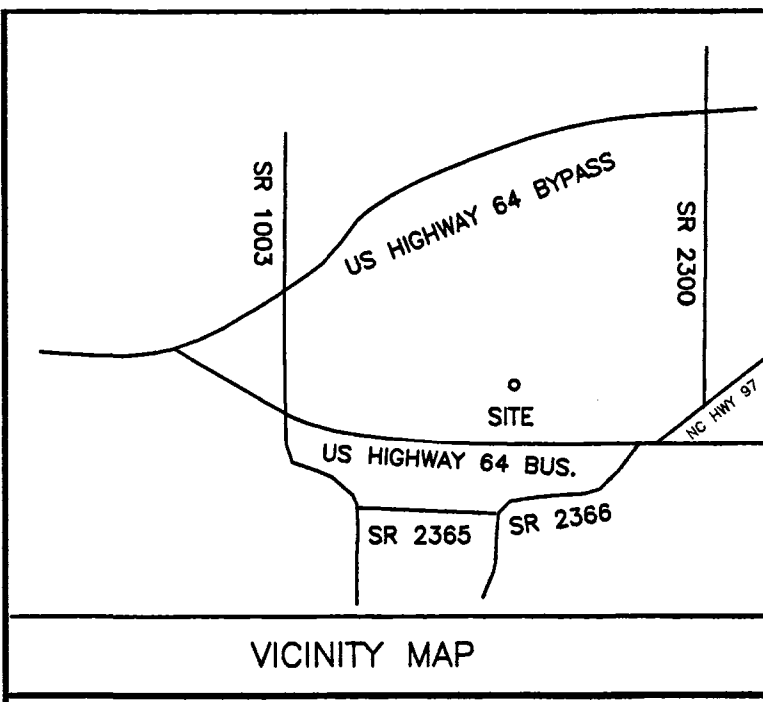 SR 1003
US HIGHWAY 64 BYPASS
SR 2300
SITE
NC HWY 97
US HIGHWAY 64 BUS.
SR 2365
SR 2366
VICINITY MAP